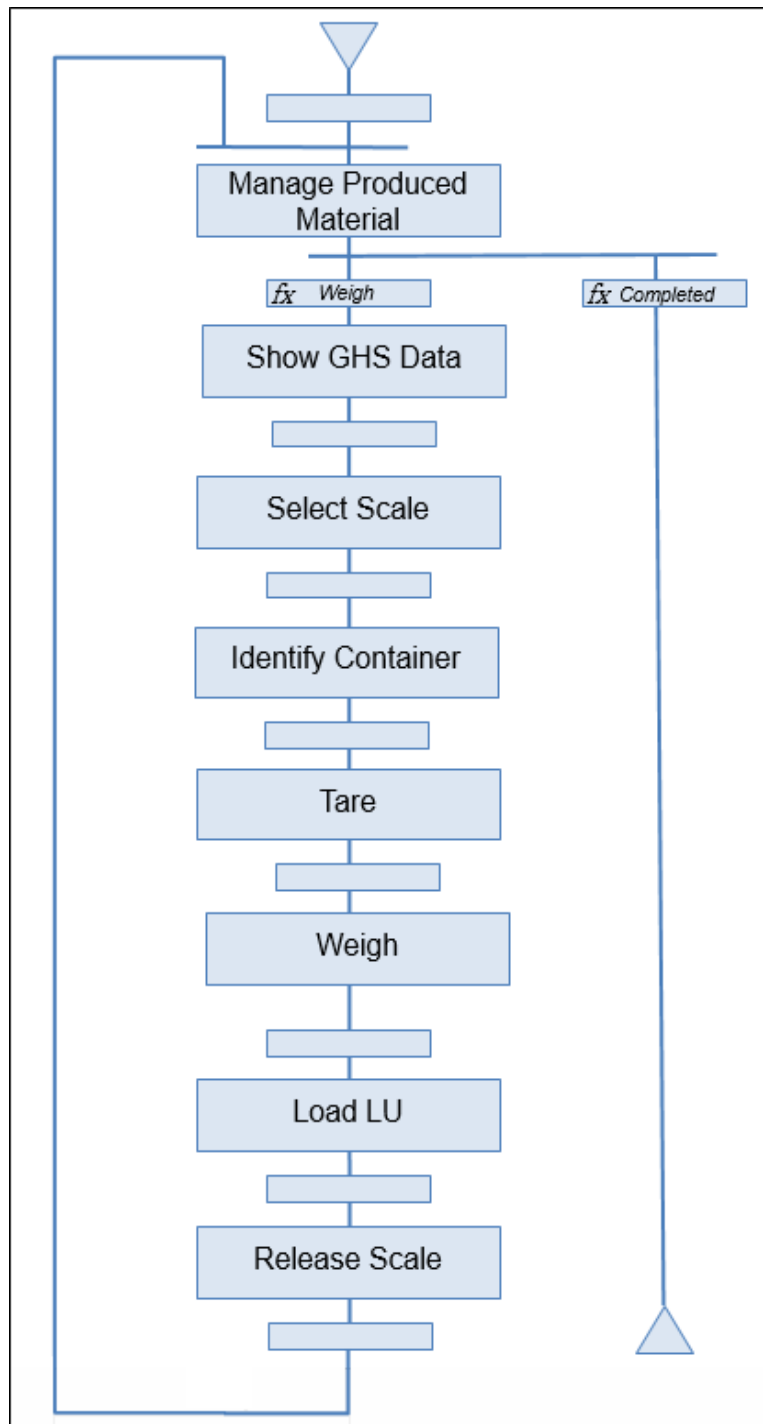 Manage Produced
Material
fx Weigh
fx Completed
Show GHS Data
Select Scale
Identify Container
Tare
Weigh
Load LU
Release Scale